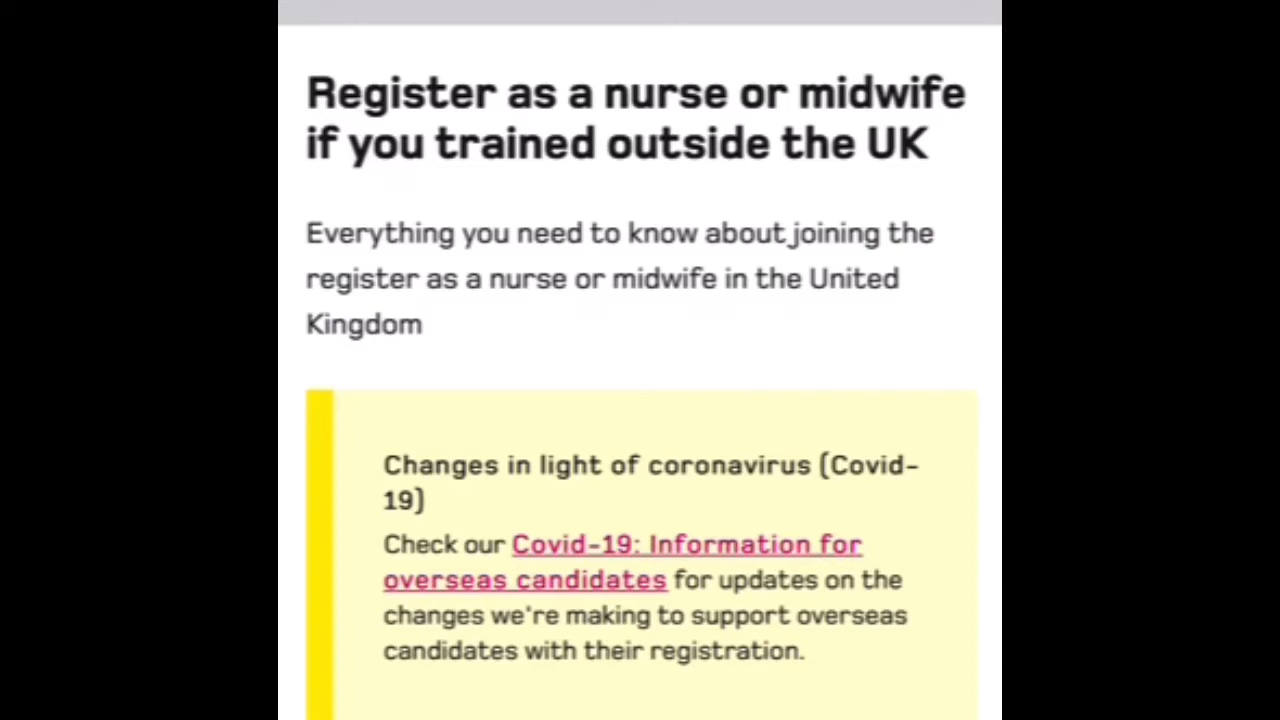 Register as a nurse or midwife
if you trained outside the UK
Everything you need to know about joining the
register as a nurse or midwife in the United
Kingdom
Changes in light of coronavirus (Covid-
19)
Check our Covid-19: Information for
overseas candidates for updates on the
changes we're making to support overseas
candidates with their registration.